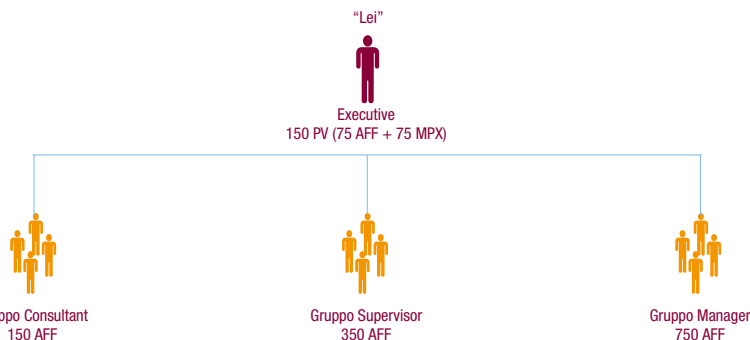 “Lei”
Executive
150 PV (75 AFF + 75 MPX)
ppo Consultant
150 AFF
Gruppo Supervisor
350 AFF
Gruppo Manager
750 AFF